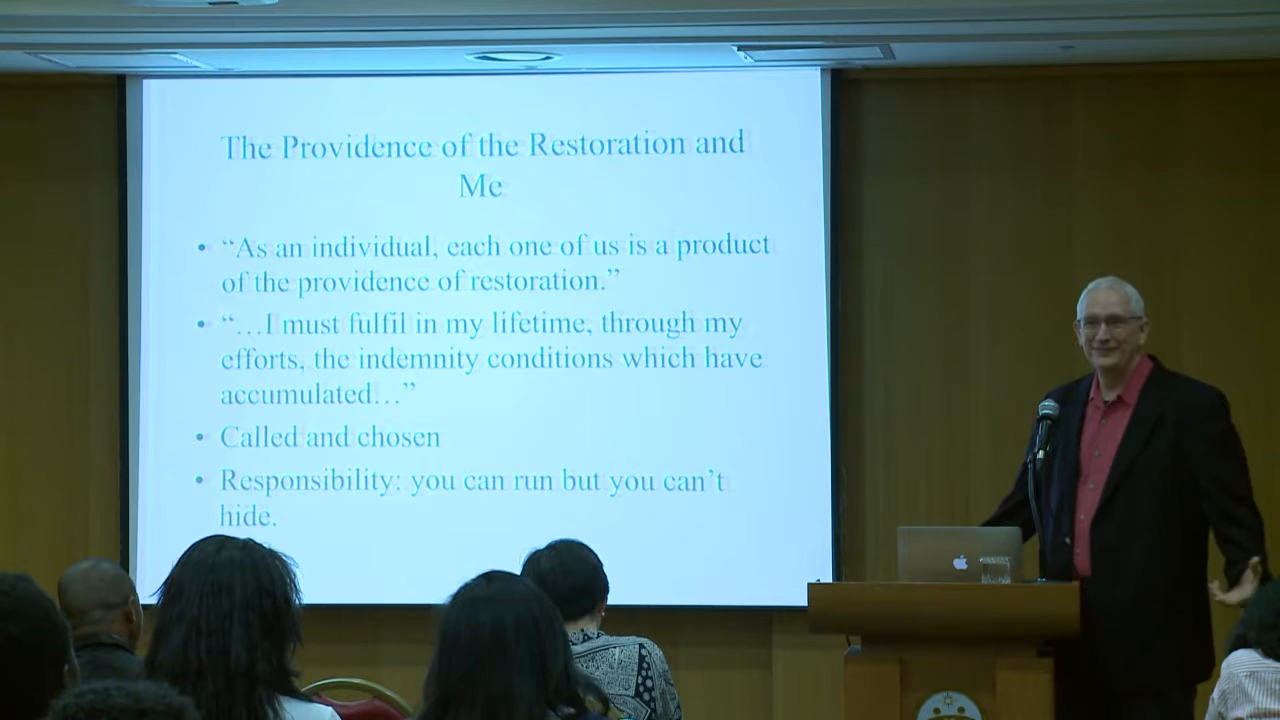 The Providence of the Restoration and
Me
• “As an individual, each one of us is a product
of the providence of restoration.”
• “…I must fulfil in my lifetime, through my
efforts, the indemnity conditions which have
accumulated…”
• Called and chosen
• Responsibility: you can run but you can’t
hide.